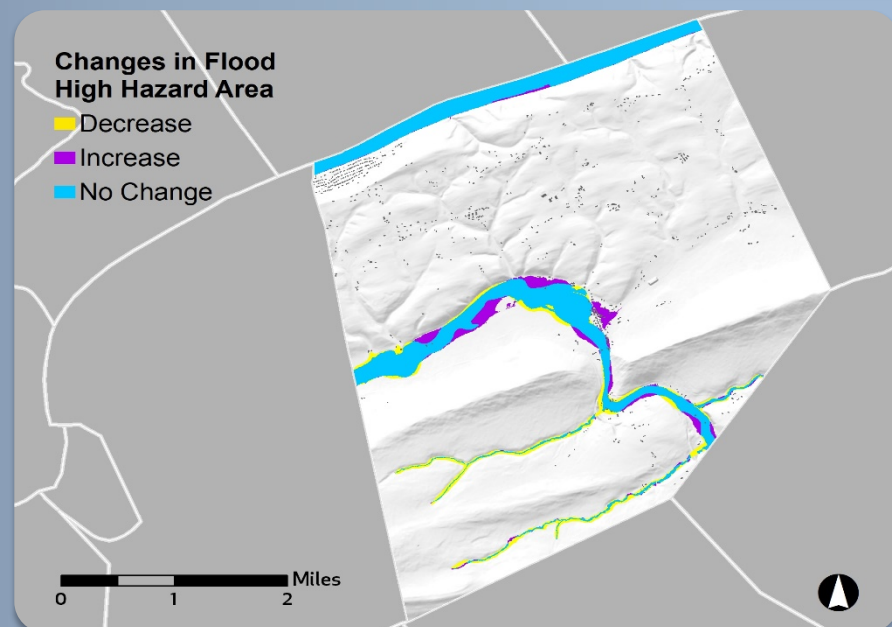 Changes in Flood
High Hazard Area
Decrease
Increase
No Change
Miles
0 1 2